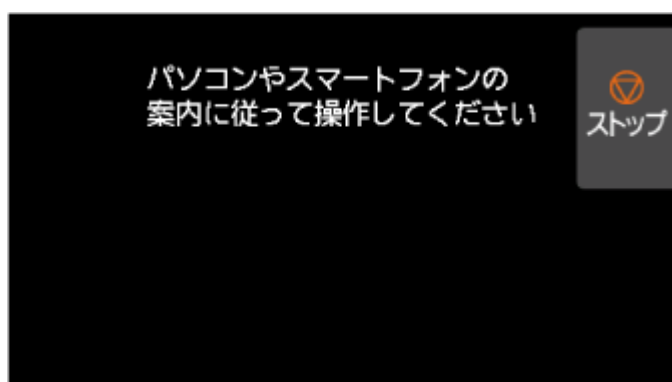 パソコンやスマートフォンの
案内に従って操作してください
ストップ